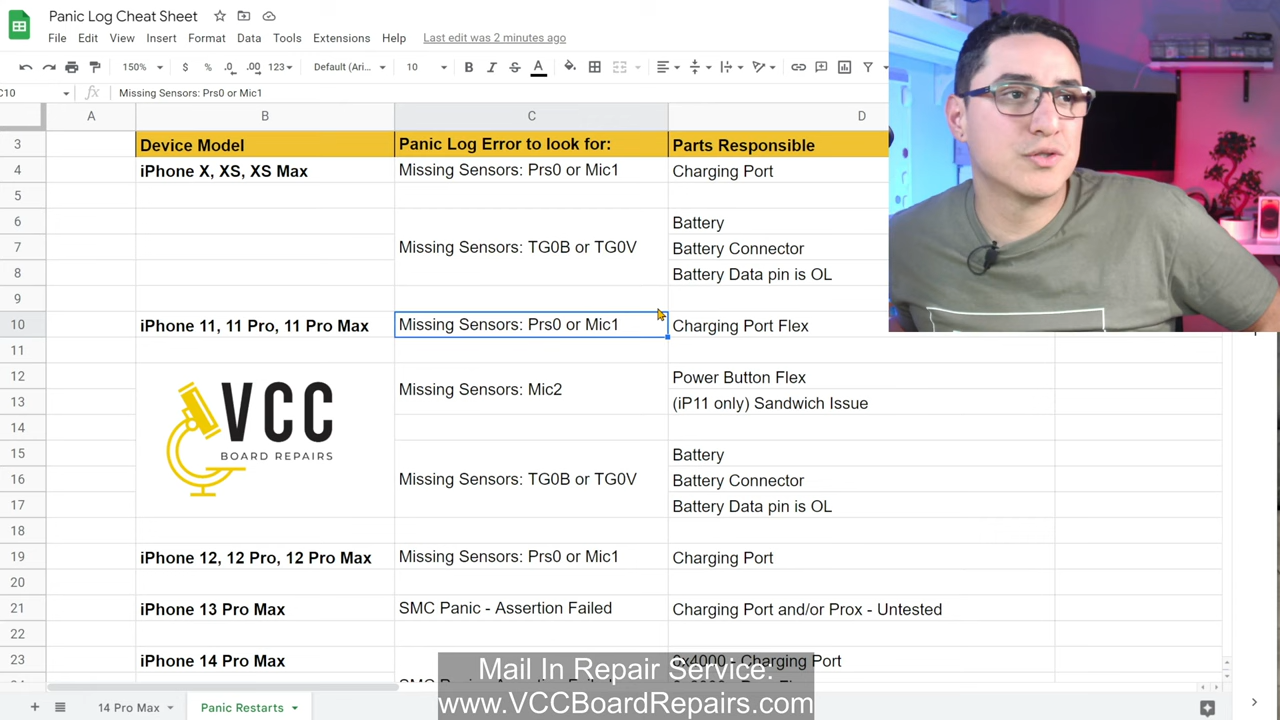 Panic Log Cheat Sheet
File Edit View Insert Format Data Tools Extensions Help Last edit was 2 minutes ago
150% $ % .0 .00 123 Default (Ari... 10 B I S A
C10 fx Missing Sensors: Prs0 or Mic1
A B C D
3 Device Model Panic Log Error to look for: Parts Responsible
4 iPhone X, XS, XS Max Missing Sensors: Prs0 or Mic1 Charging Port
5
6 Battery
7 Missing Sensors: TG0B or TG0V Battery Connector
8 Battery Data pin is OL
9
10 iPhone 11, 11 Pro, 11 Pro Max Missing Sensors: Prs0 or Mic1 Charging Port Flex
11
12 Missing Sensors: Mic2 Power Button Flex
13 (iP11 only) Sandwich Issue
VCC
14
BOARD REPAIRS
15 Battery
16 Missing Sensors: TG0B or TG0V Battery Connector
17 Battery Data pin is OL
18
19 iPhone 12, 12 Pro, 12 Pro Max Missing Sensors: Prs0 or Mic1 Charging Port
20
21 iPhone 13 Pro Max SMC Panic - Assertion Failed Charging Port and/or Prox - Untested
22
23 iPhone 14 Pro Max 0x4000 - Charging Port
Mail In Repair Service:
www.VCCBoardRepairs.com
14 Pro Max Panic Restarts